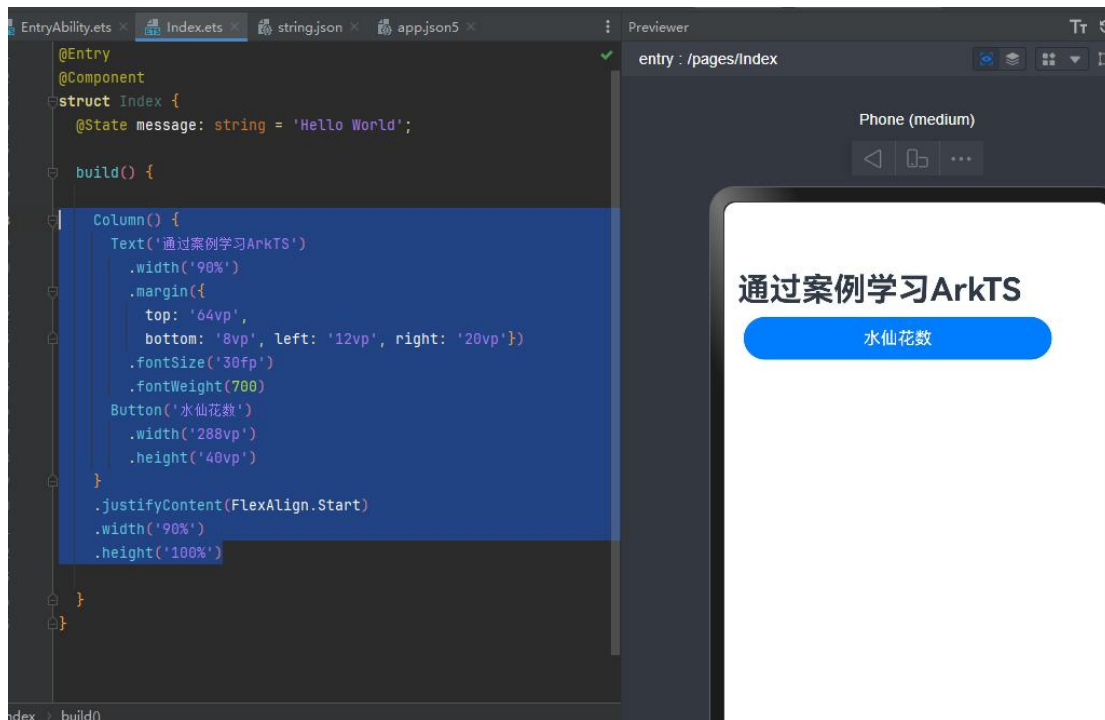 EntryAbility.ets
Index.ets
string.json
app.json5
Previewer
Tт
entry : /pages/Index
Phone (medium)
@Entry
@Component
struct Index {
@State message: string = 'Hello World';
build() {
Column() {
Text('通过案例学习ArkTS')
.width('90%')
.margin({
top: '64vp',
bottom: '8vp', left: '12vp', right: '20vp'})
.fontSize('30fp')
.fontWeight(700)
Button('水仙花数')
.width('288vp')
.height('40vp')
}
.justifyContent(FlexAlign.Start)
.width('90%')
.height('100%')
}
}
build()
通过案例学习ArkTS
水仙花数